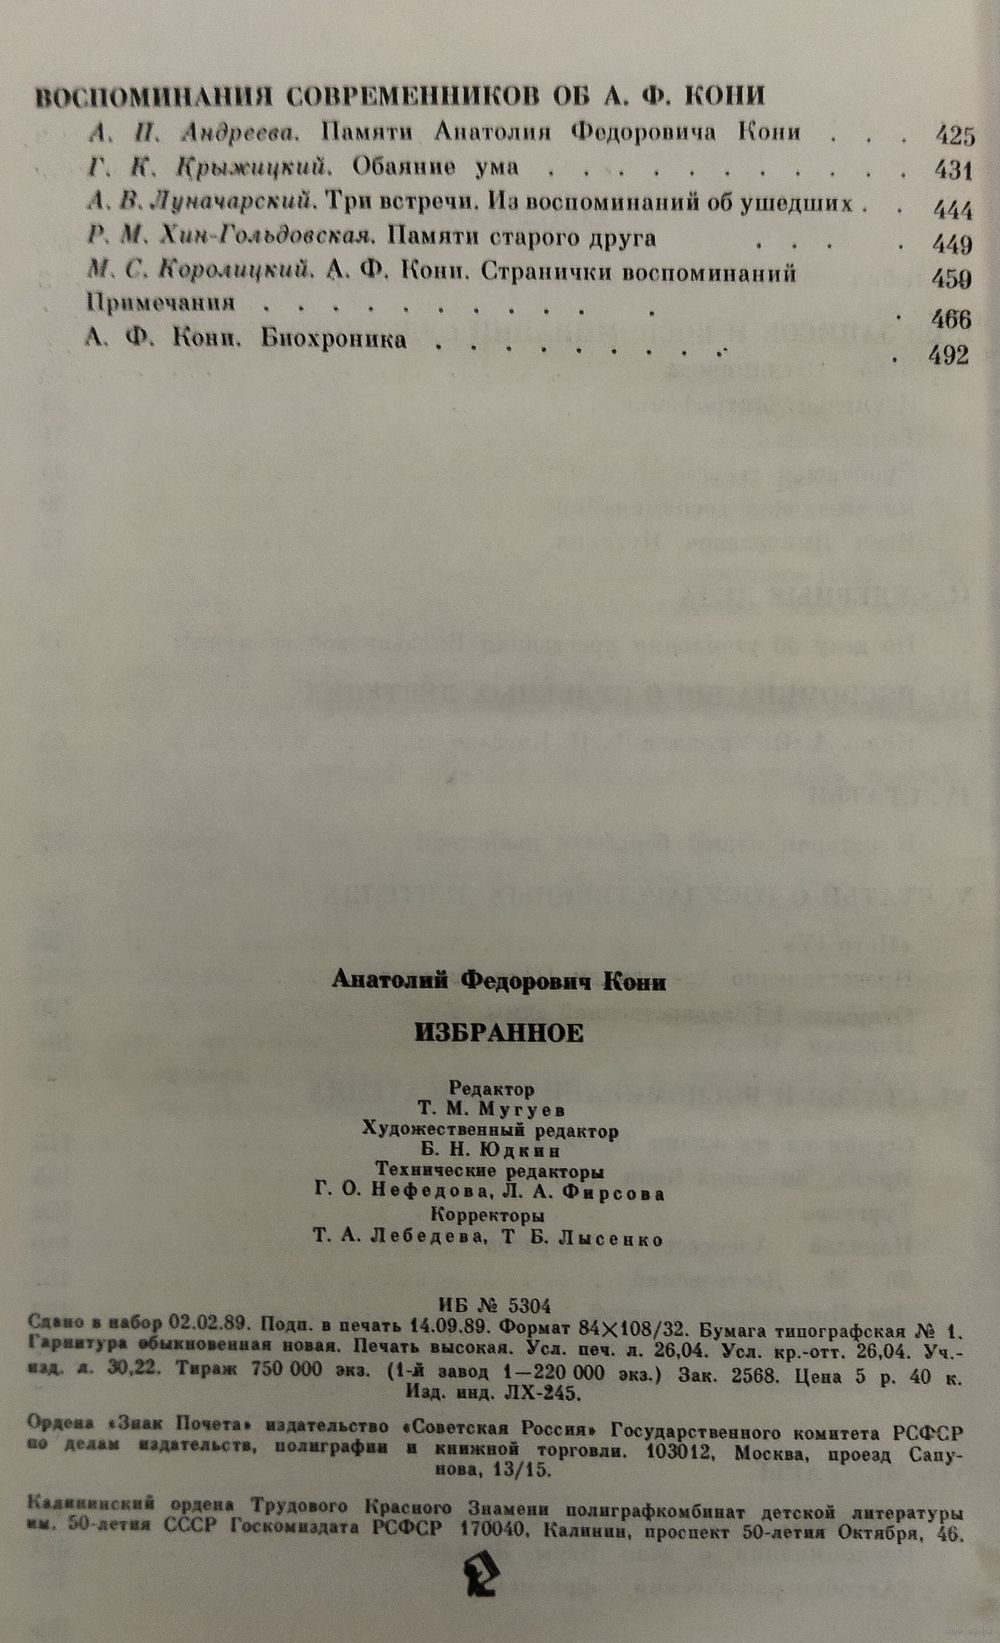 ВОСПОМИНАНИЯ СОВРЕМЕННИКОВ ОБ А. Ф. КОНИ
А. П. Андреева. Памяти Анатолия Федоровича Кони . . . 425
Г. К. Крыжицкий. Обаяние ума . . . . . . . . . . . 431
А. В. Луначарский. Три встречи. Из воспоминаний об ушедших . . 444
Р. М. Хин-Гольдовская. Памяти старого друга . . . . 449
М. С. Королицкий. А. Ф. Кони. Странички воспоминаний 459
Примечания . . . . . . . . . . . . 466
А. Ф. Кони. Биохроника . . . . . . . . . . 492
Анатолий Федорович Кони
ИЗБРАННОЕ
Редактор
Т. М. Мугуев
Художественный редактор
Б. Н. Юдкин
Технические редакторы
Г. О. Нефедова, Л. А. Фирсова
Корректоры
Т. А. Лебедева, Т Б. Лысенко
ИБ № 5304
Сдано в набор 02.02.89. Подп. в печать 14.09.89. Формат 84×108/32. Бумага типографская № 1.
Гарнитура обыкновенная новая. Печать высокая. Усл. печ. л. 26,04. Усл. кр.-отт. 26,04. Уч.-
изд. л. 30,22. Тираж 750 000 экз. (1-й завод 1—220 000 экз.) Зак. 2568. Цена 5 р. 40 к.
Изд. инд. ЛХ-245.
Ордена «Знак Почета» издательство «Советская Россия» Государственного комитета РСФСР
по делам издательств, полиграфии и книжной торговли. 103012, Москва, проезд Сапу-
нова, 13/15.
Калининский ордена Трудового Красного Знамени полиграфкомбинат детской литературы
им. 50-летия СССР Госкомиздата РСФСР 170040, Калинин, проспект 50-летия Октября, 46.